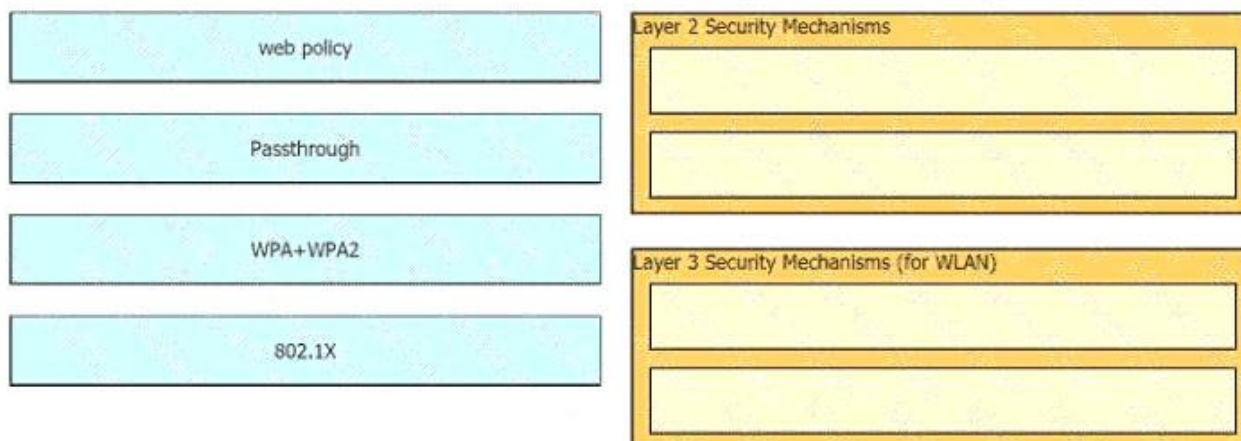 web policy
Passthrough
WPA+WPA2
802.1X
Layer 2 Security Mechanisms
Layer 3 Security Mechanisms (for WLAN)